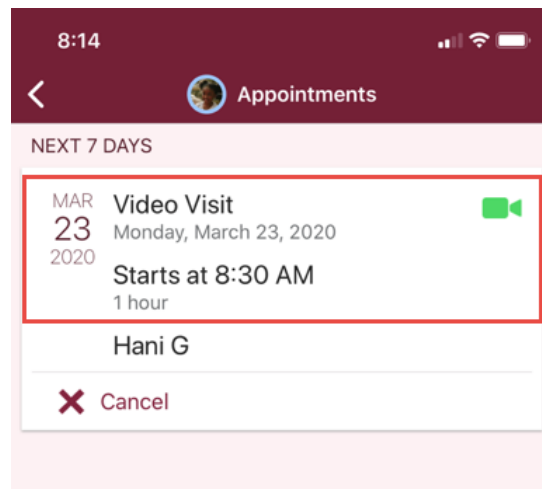 8:14
Appointments
NEXT 7 DAYS
MAR
23
2020
Video Visit
Monday, March 23, 2020
Starts at 8:30 AM
1 hour
Hani G
Cancel